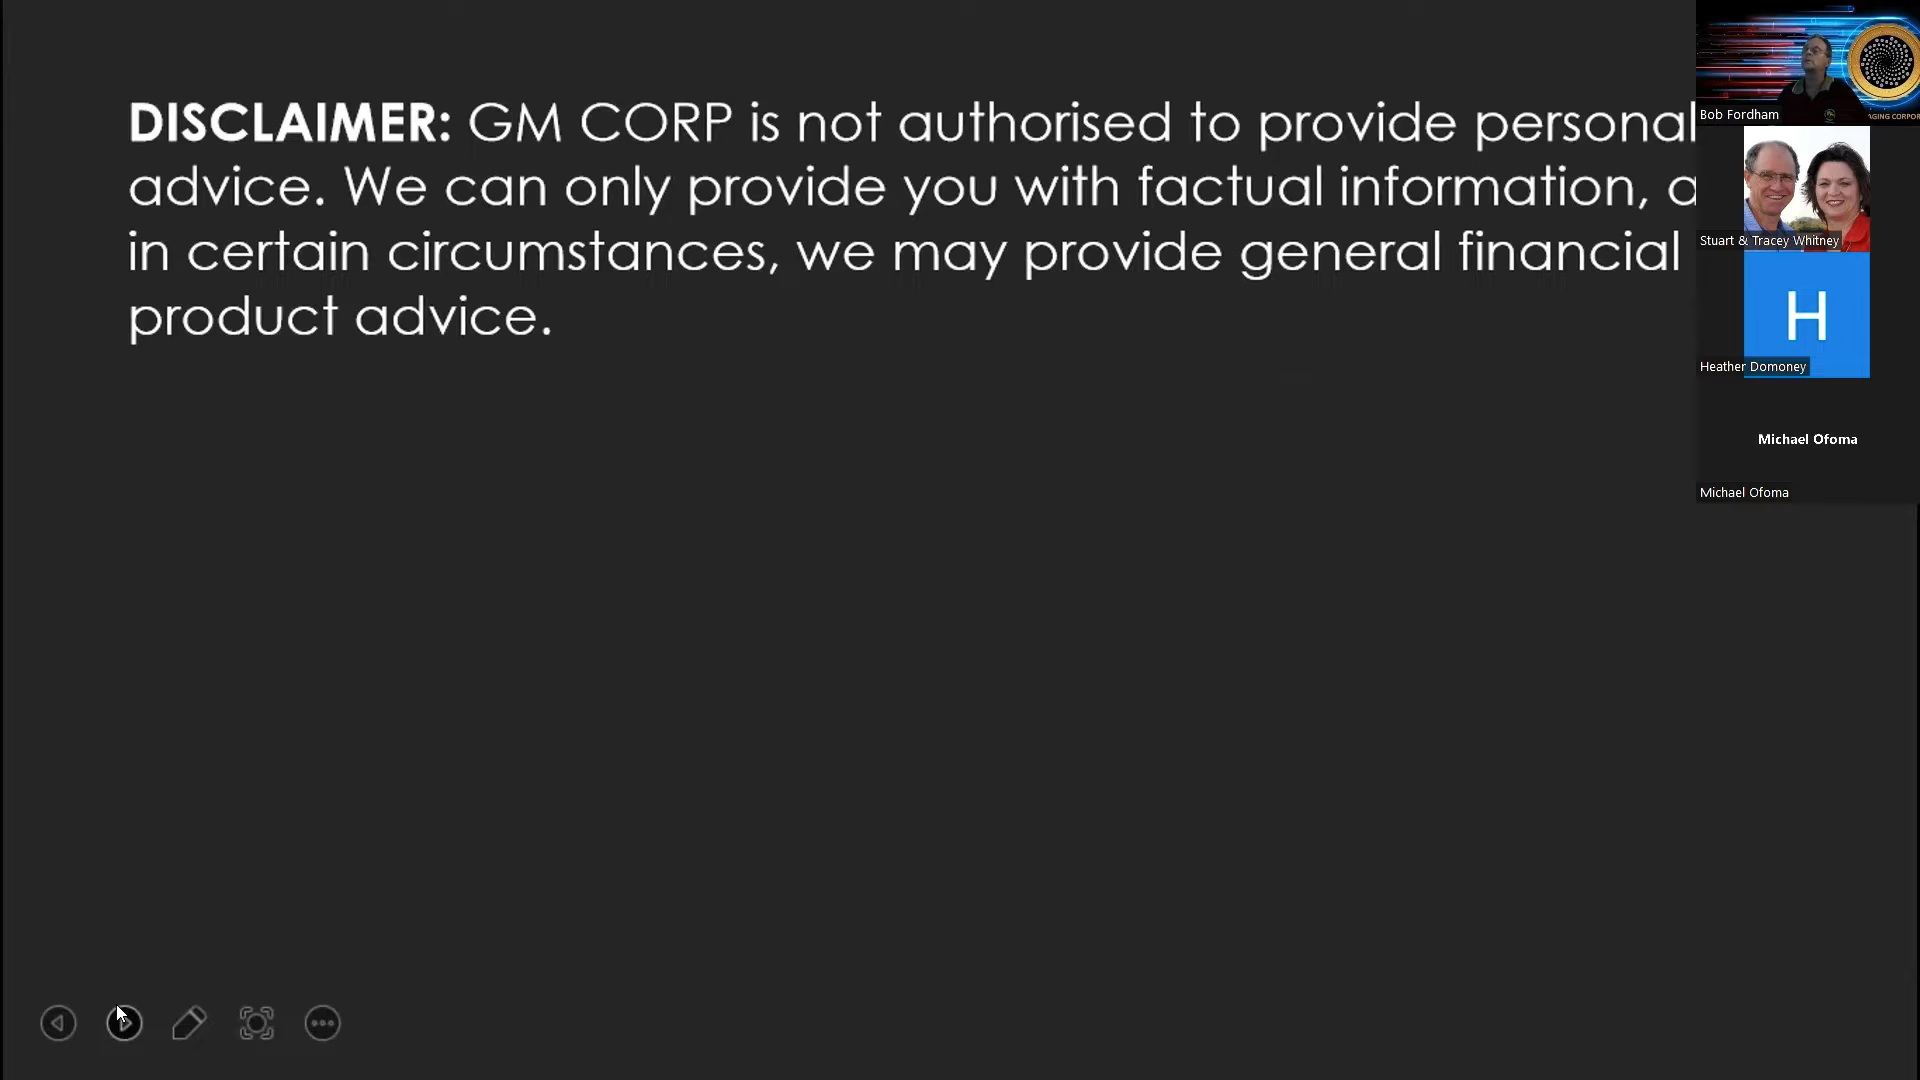 DISCLAIMER: GM CORP is not authorised to provide personal
advice. We can only provide you with factual information,
in certain circumstances, we may provide general financial
product advice.
AGING CORPOR
Bob Fordham
Stuart & Tracey Whitney
H
Heather Domoney
Michael Ofoma
Michael Ofoma